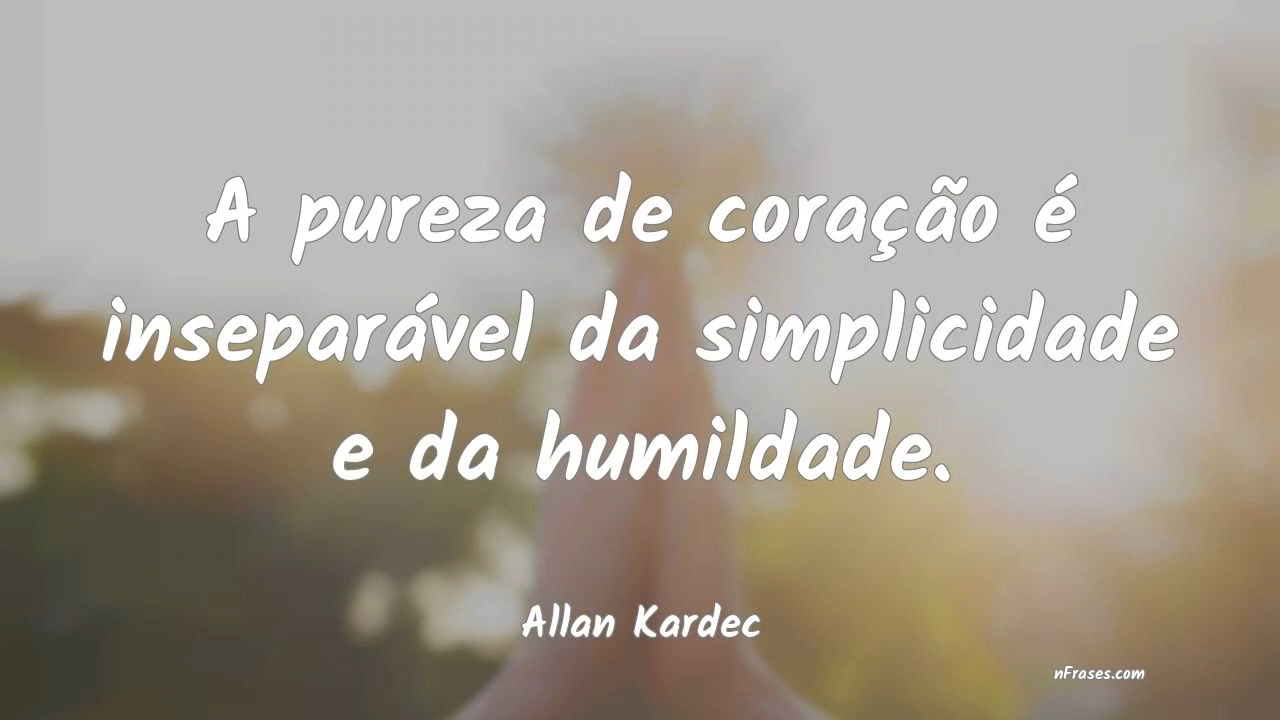 A pureza de coração é
inseparável da simplicidade
e da humildade.
Allan Kardec
nFrases.com